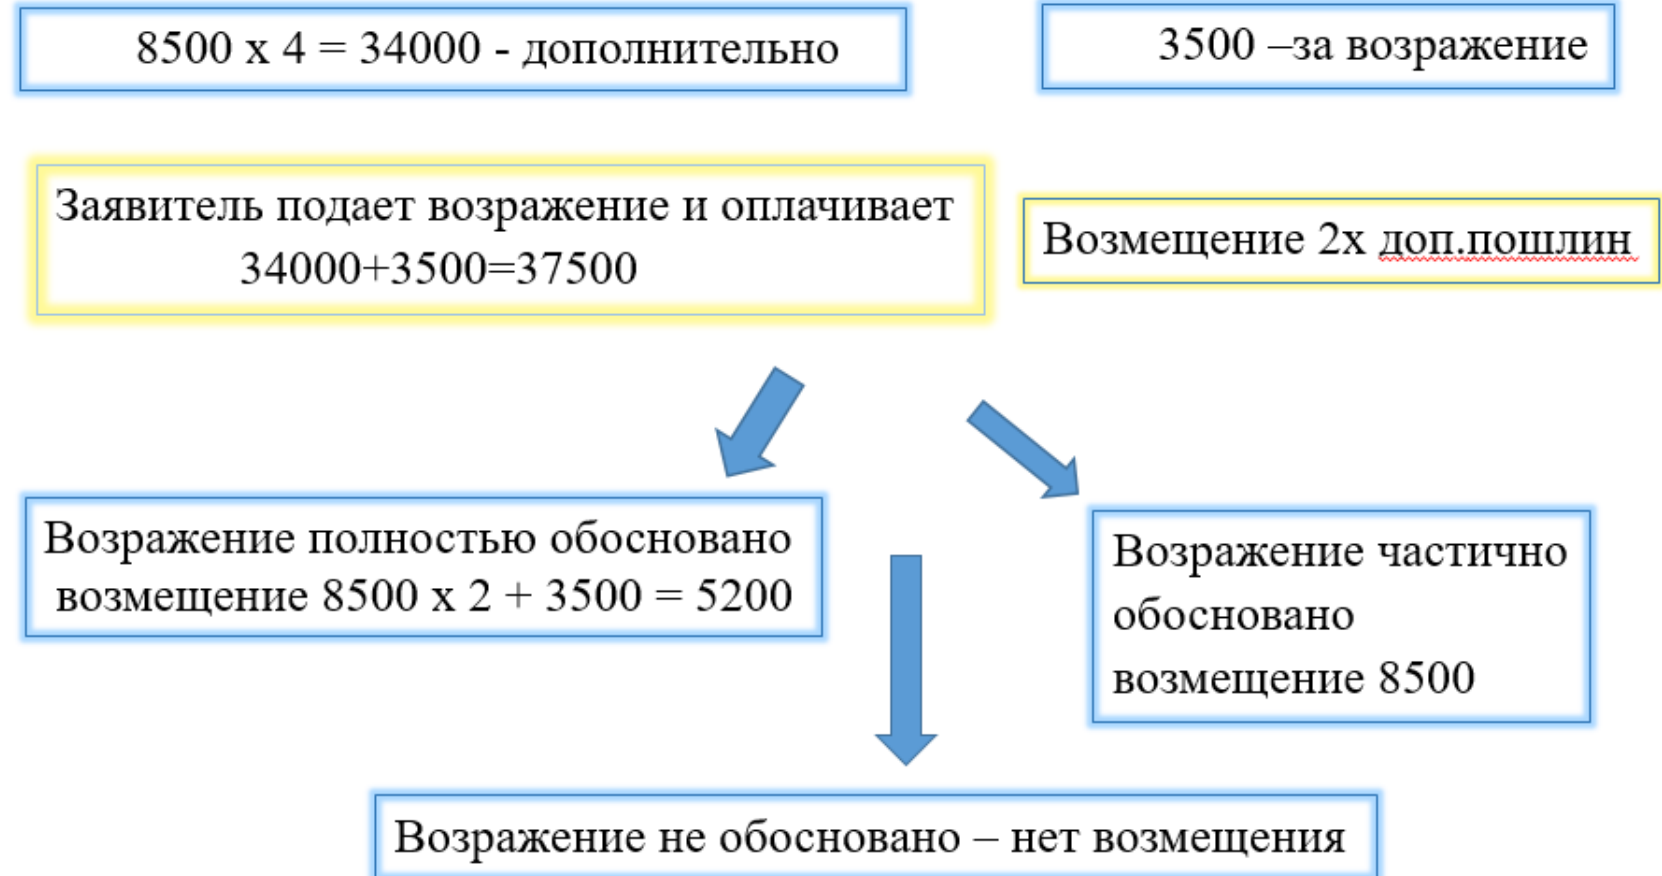 8500 х 4 = 34000 - дополнительно
3500 –за возражение
Заявитель подает возражение и оплачивает
34000+3500=37500
Возмещение 2х доп.пошлин
Возражение полностью обосновано
возмещение 8500 х 2 + 3500 = 5200
Возражение частично
обосновано
возмещение 8500
Возражение не обосновано – нет возмещения